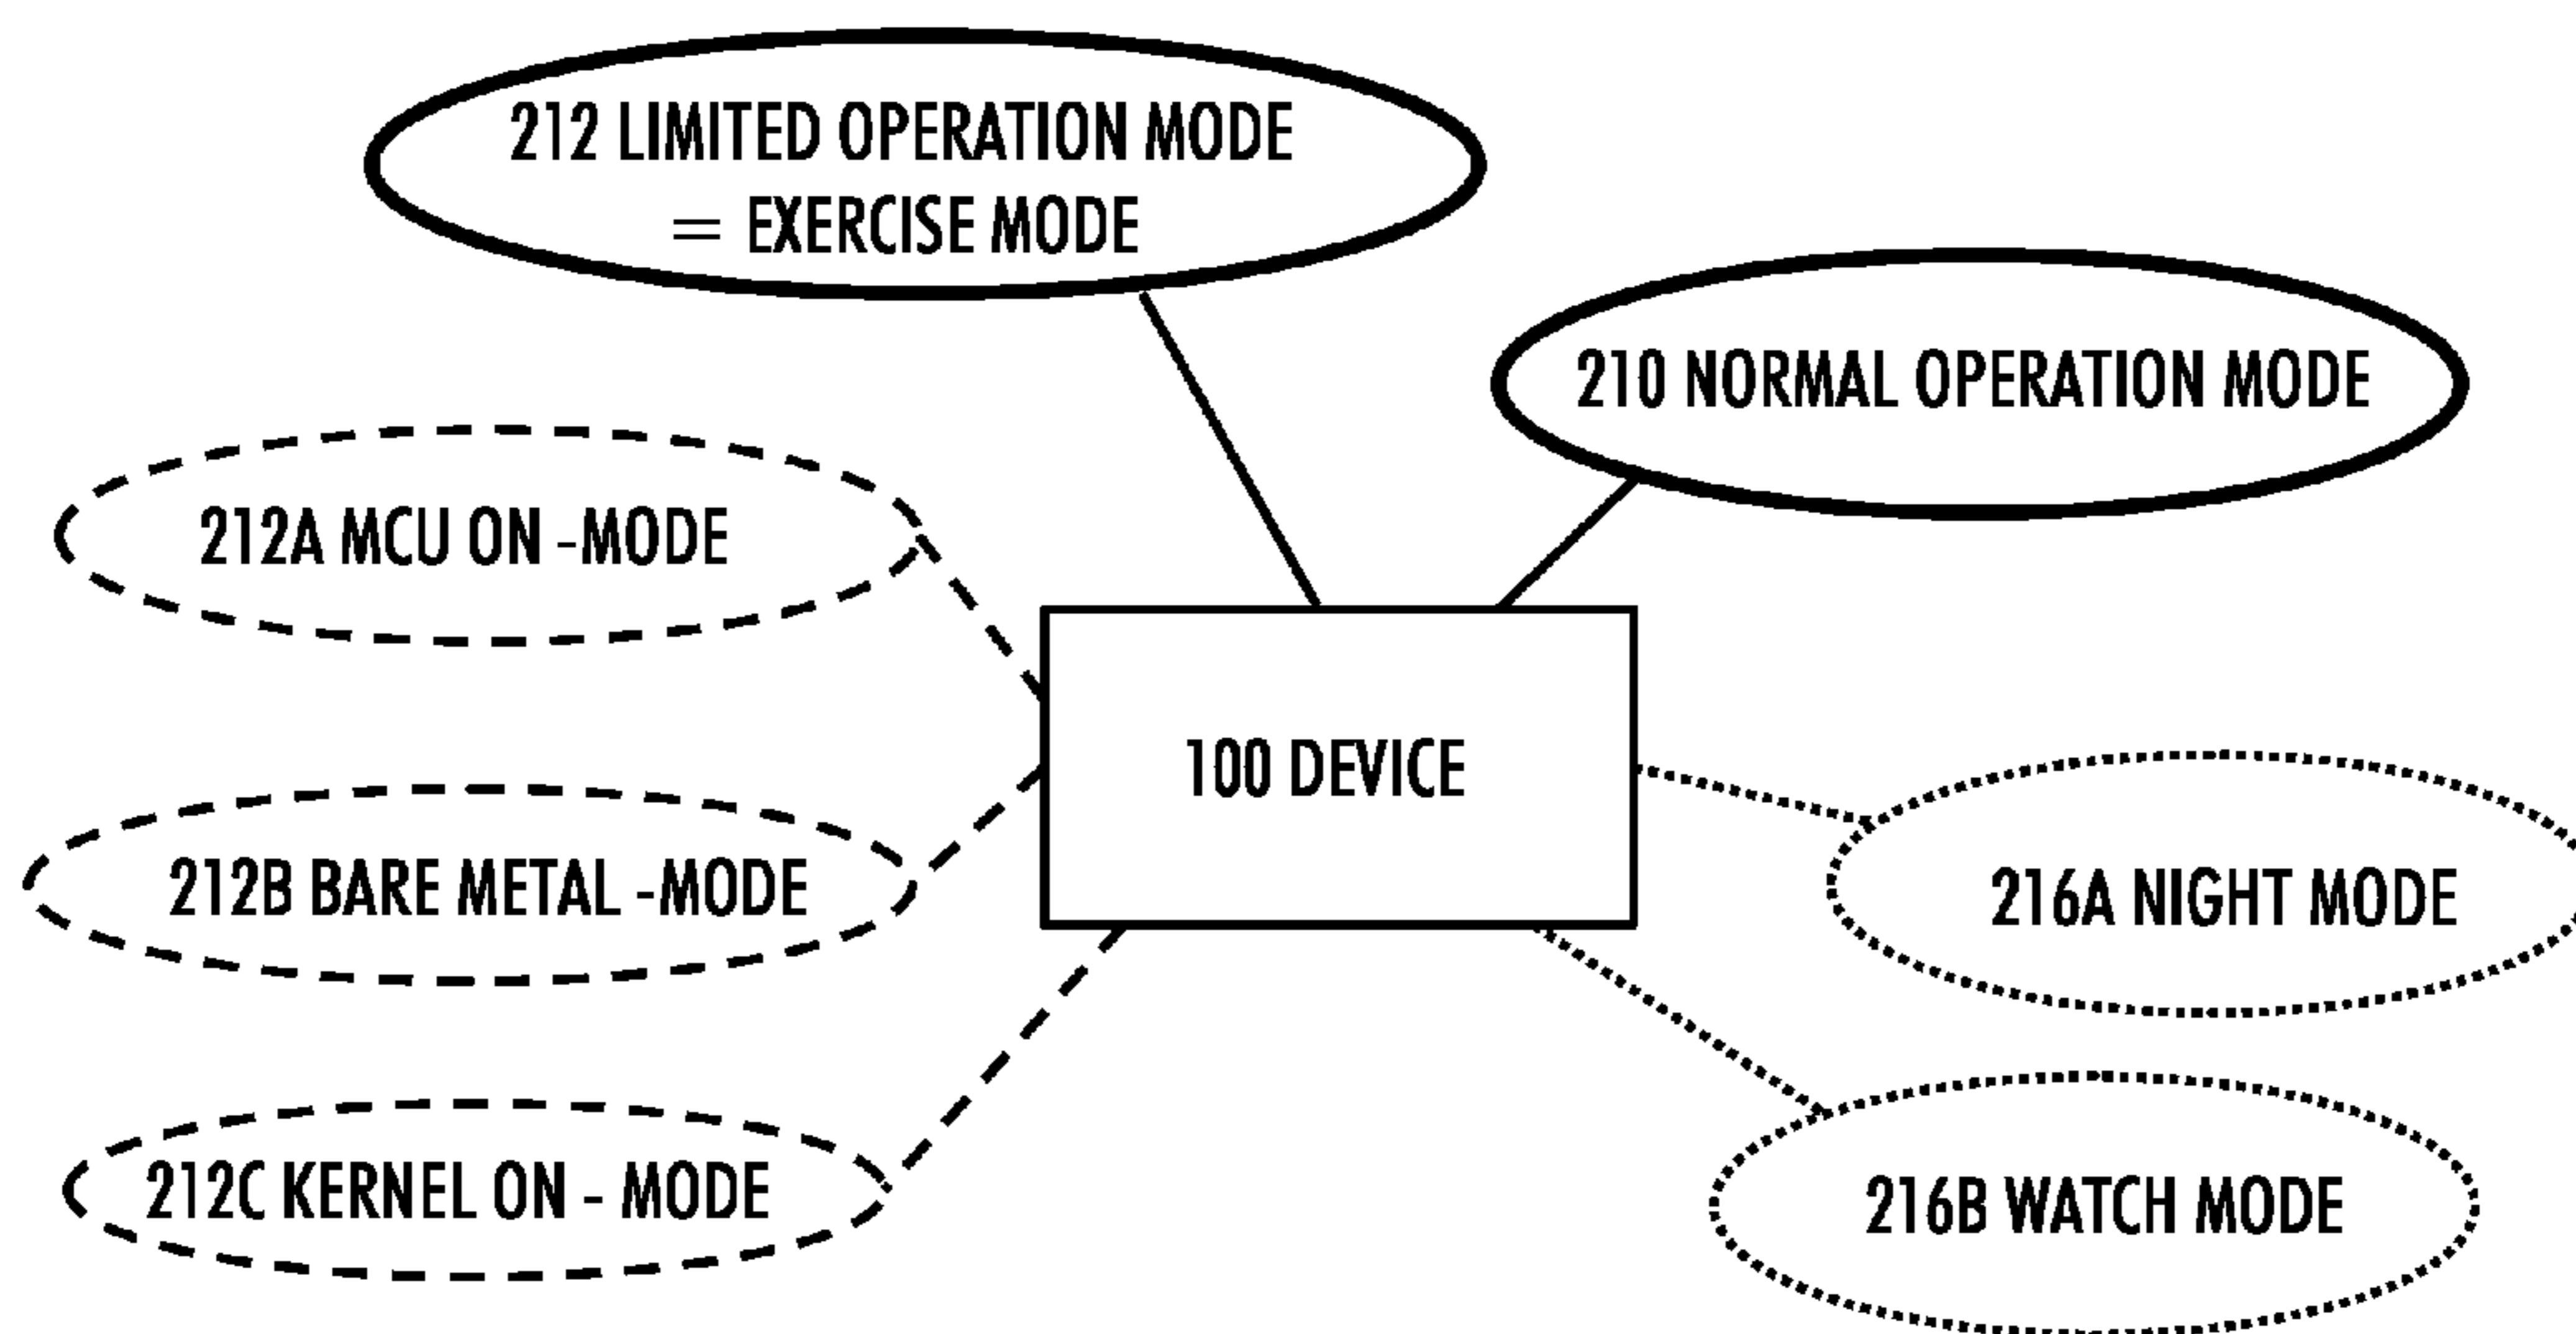 212 LIMITED OPERATION MODE
= EXERCISE MODE
210 NORMAL OPERATION MODE
212A MCU ON -MODE
100 DEVICE
212B BARE METAL -MODE
216A NIGHT MODE
212C KERNEL ON - MODE
216B WATCH MODE